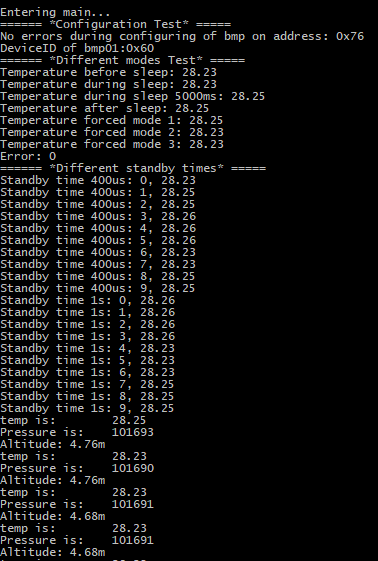 Entering main...
====== *Configuration Test* =====
No errors during configuring of bmp on address: 0x76
DeviceID of bmp01:0x60
====== *Different modes Test* =====
Temperature before sleep: 28.23
Temperature during sleep: 28.23
Temperature during sleep 5000ms: 28.25
Temperature after sleep: 28.25
Temperature forced mode 1: 28.25
Temperature forced mode 2: 28.23
Temperature forced mode 3: 28.23
Error: 0
====== *Different standby times* =====
Standby time 400us: 0, 28.23
Standby time 400us: 1, 28.25
Standby time 400us: 2, 28.25
Standby time 400us: 3, 28.26
Standby time 400us: 4, 28.26
Standby time 400us: 5, 28.26
Standby time 400us: 6, 28.23
Standby time 400us: 7, 28.23
Standby time 400us: 8, 28.25
Standby time 400us: 9, 28.25
Standby time 1s: 0, 28.26
Standby time 1s: 1, 28.26
Standby time 1s: 2, 28.26
Standby time 1s: 3, 28.26
Standby time 1s: 4, 28.23
Standby time 1s: 5, 28.23
Standby time 1s: 6, 28.23
Standby time 1s: 7, 28.25
Standby time 1s: 8, 28.25
Standby time 1s: 9, 28.25
temp is: 28.25
Pressure is: 101693
Altitude: 4.76m
temp is: 28.23
Pressure is: 101690
Altitude: 4.76m
temp is: 28.23
Pressure is: 101691
Altitude: 4.68m
temp is: 28.23
Pressure is: 101691
Altitude: 4.68m